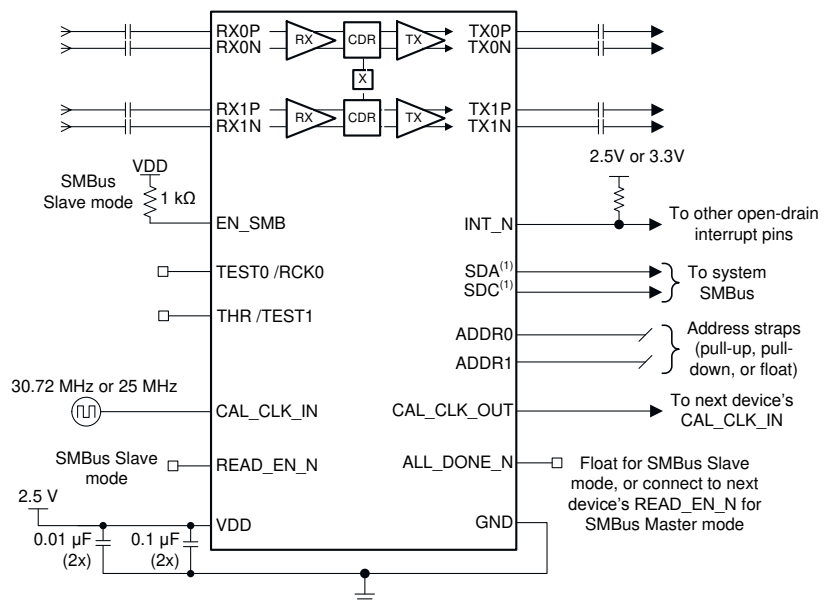 RX0P
RX0N
RX
CDR
TX
TX0P
TX0N
X
RX1P
RX1N
RX
CDR
TX
TX1P
TX1N
VDD
SMBus
Slave mode
1 kΩ
EN_SMB
2.5V or 3.3V
INT_N
To other open-drain
interrupt pins
TEST0 /RCK0
SDA(1)
SDC(1)
To system
SMBus
THR /TEST1
ADDR0
ADDR1
Address straps
(pull-up, pull-
down, or float)
30.72 MHz or 25 MHz
CAL_CLK_IN
CAL_CLK_OUT
To next device's
CAL_CLK_IN
SMBus Slave
mode
READ_EN_N
ALL_DONE_N
Float for SMBus Slave
mode, or connect to next
device's READ_EN_N for
SMBus Master mode
2.5 V
VDD
GND
0.01 µF
(2x)
0.1 µF
(2x)